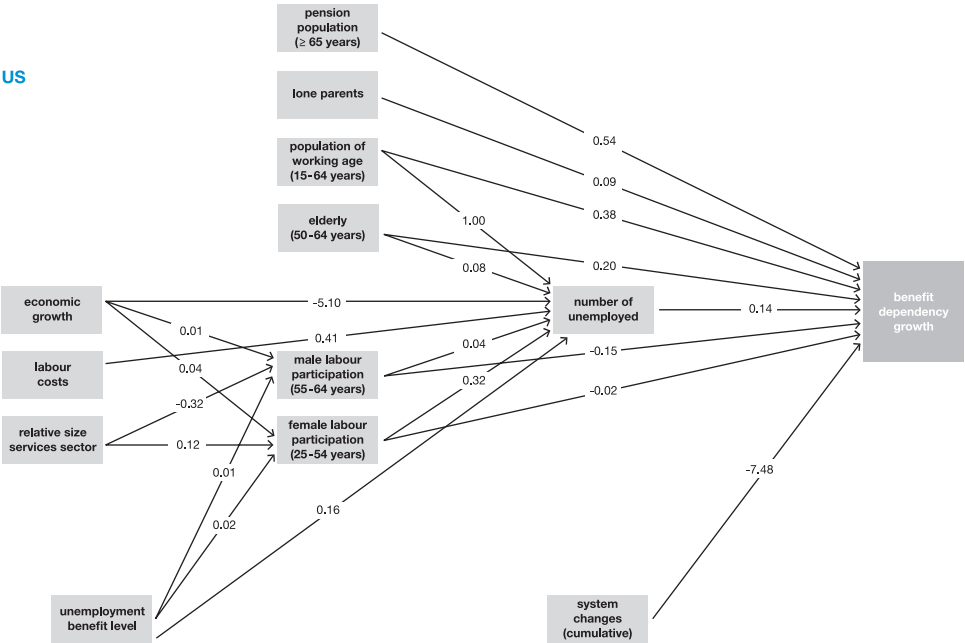 pension
population
(≥ 65 years)
US
lone parents
0.54
population of
working age
(15-64 years)
0.09
0.38
elderly
(50-64 years)
1.00
0.08
0.20
economic
growth
-5.10
number of
unemployed
0.14
benefit
dependency
growth
0.01
0.41
0.04
labour
costs
0.04
male labour
participation
(55-64 years)
-0.15
0.32
-0.02
-0.32
relative size
services sector
0.12
female labour
participation
(25-54 years)
0.01
-7.48
0.02
0.16
unemployment
benefit level
system
changes
(cumulative)